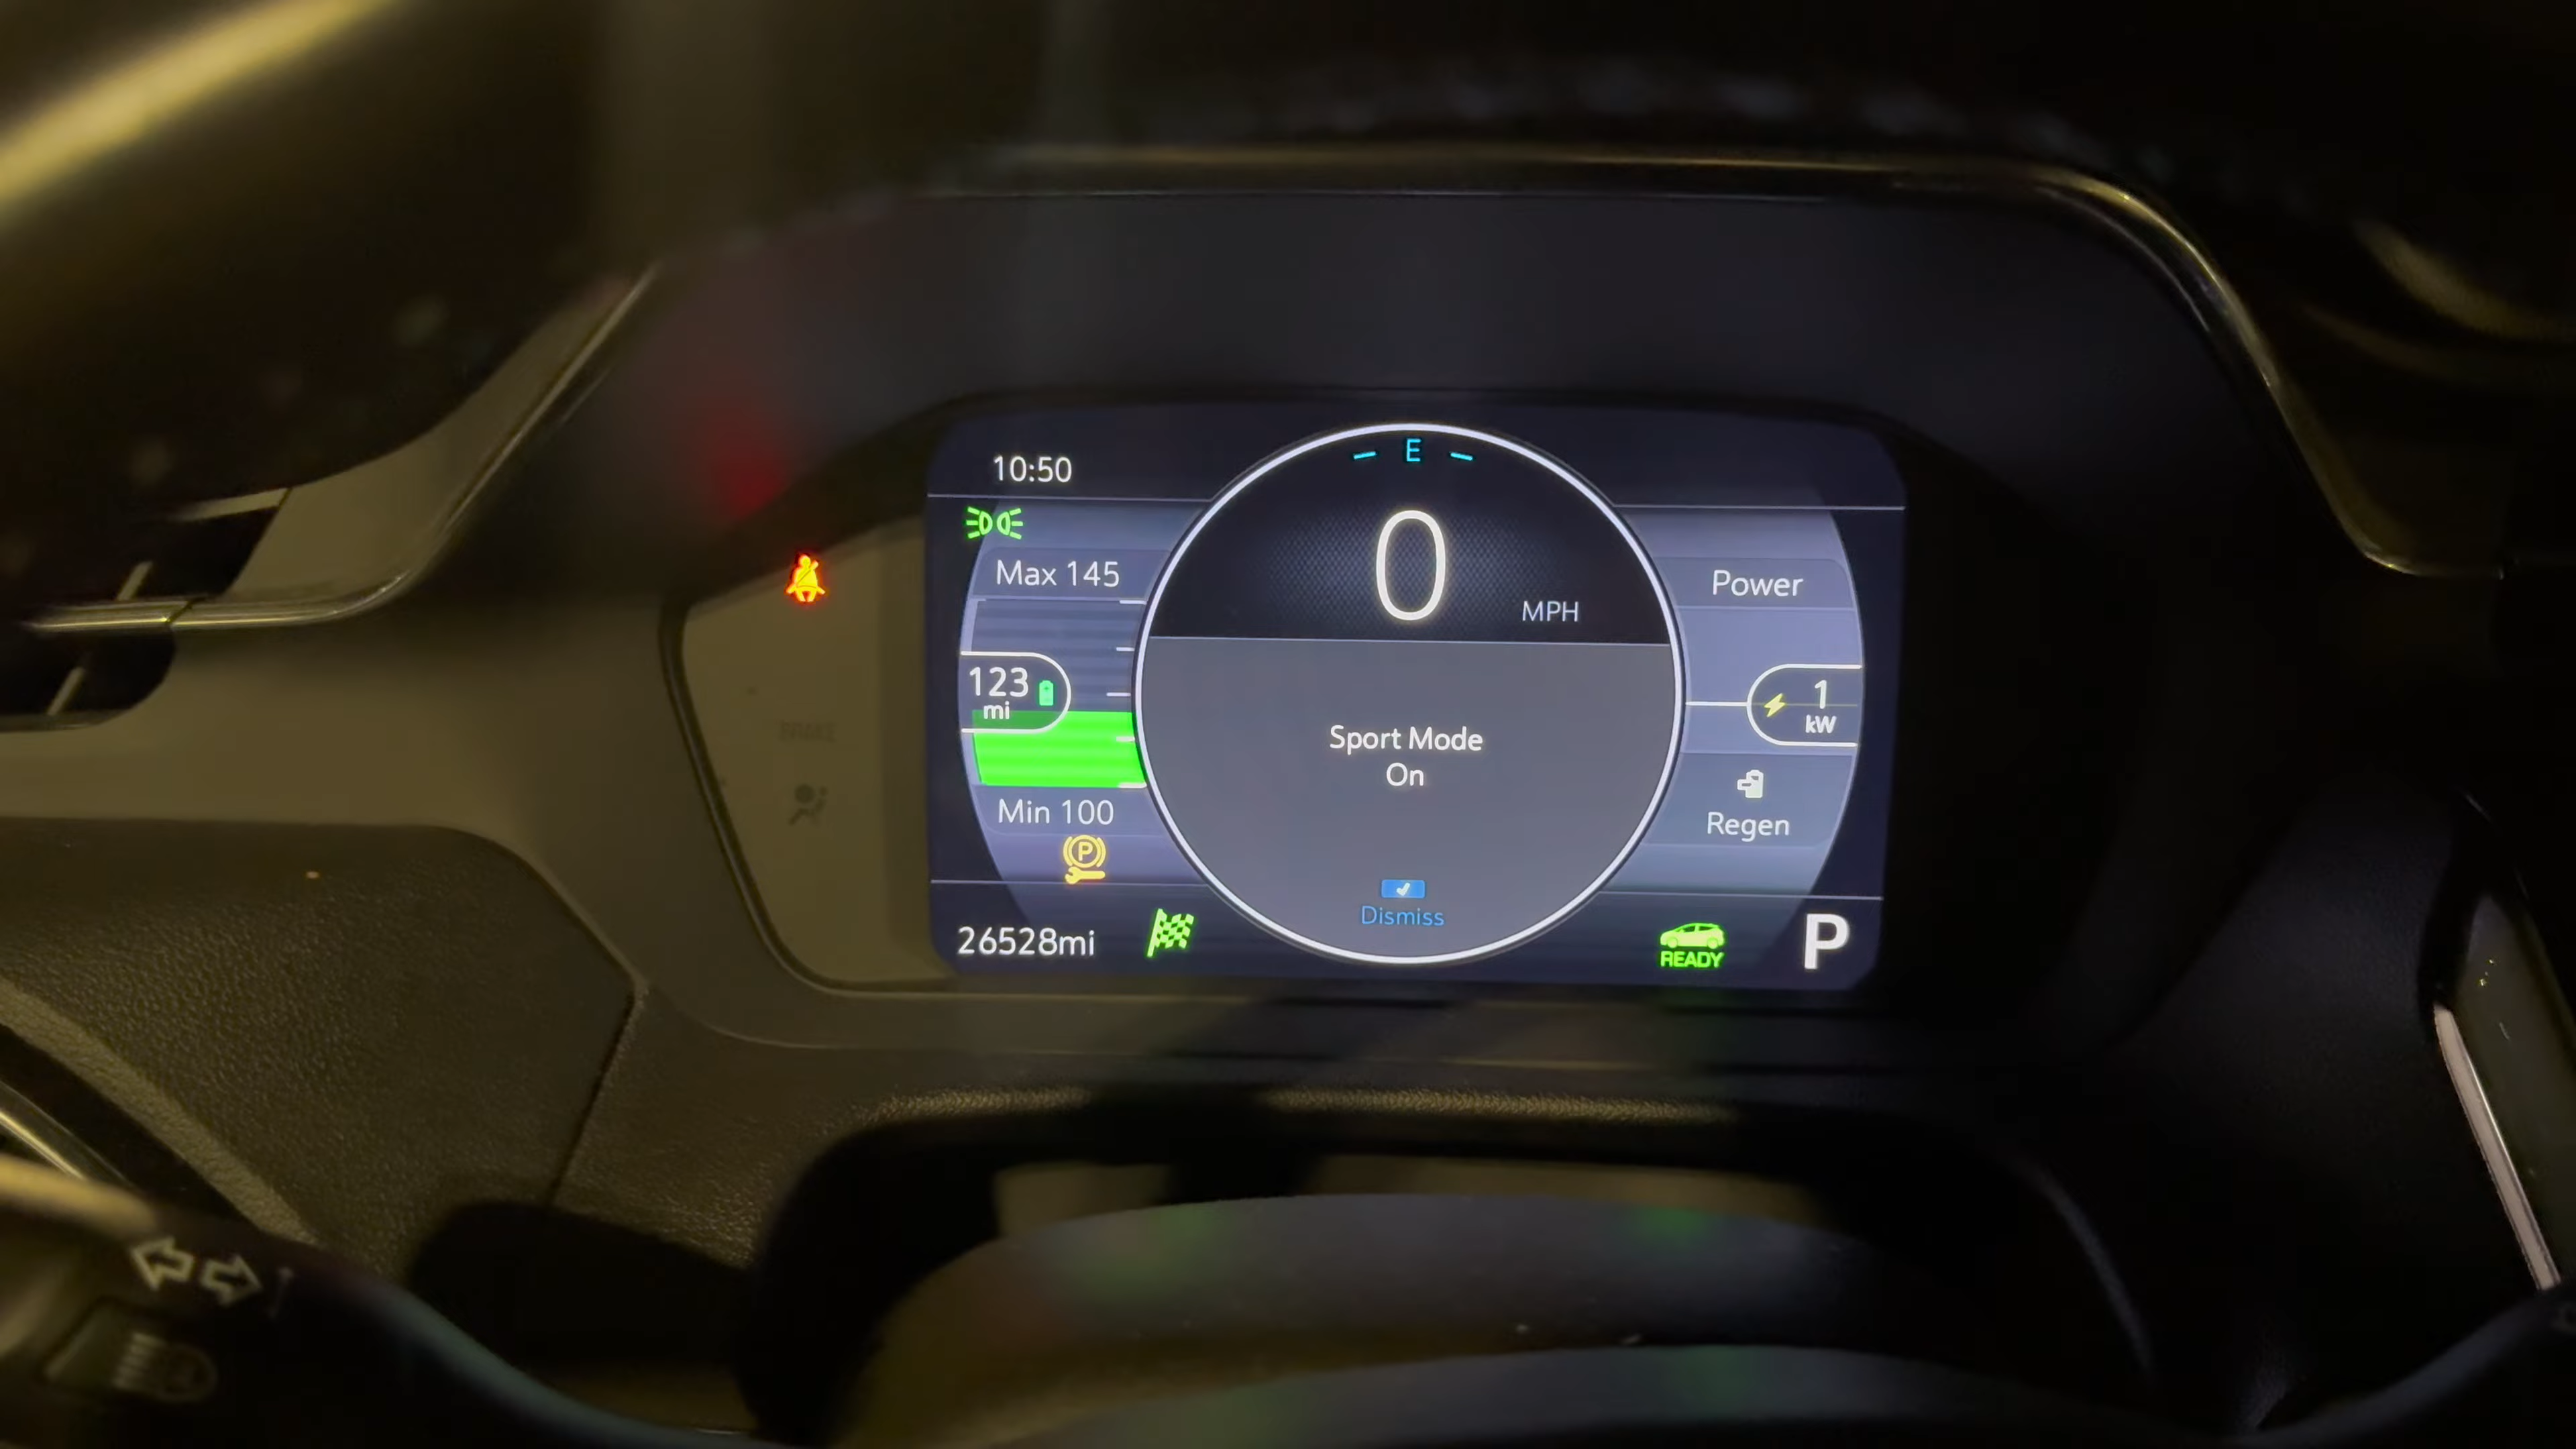 10:50
E
0
MPH
Max 145
Power
123
mi
1
kW
Sport Mode
On
Min 100
Regen
P
Dismiss
26528mi
READY
P
BRAKE